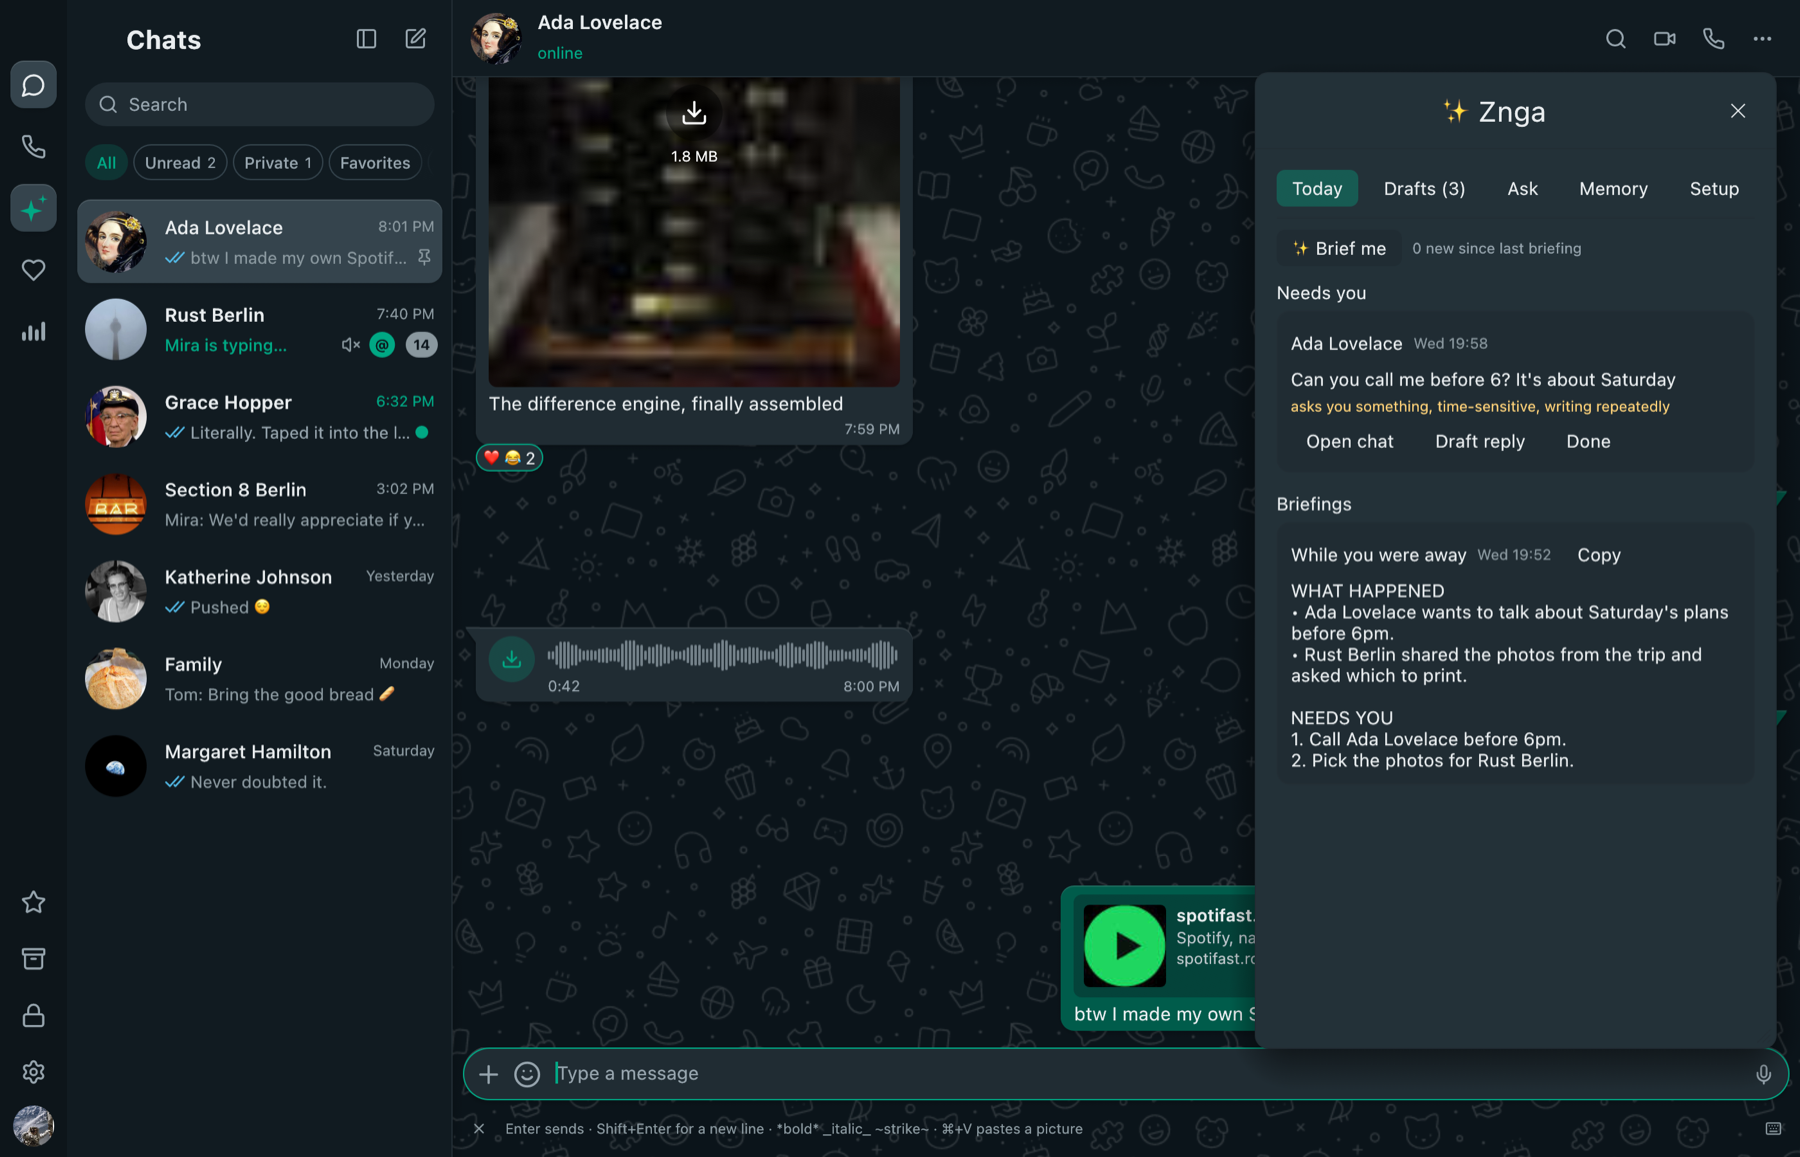 Chats
Search
All
Unread 2
Private 1
Favorites
Ada Lovelace
8:01 PM
btw I made my own Spotif...
Rust Berlin
7:40 PM
Mira is typing...
@
14
Grace Hopper
6:32 PM
Literally. Taped it into the l...
Section 8 Berlin
3:02 PM
Mira: We'd really appreciate if y...
BAR
Katherine Johnson
Yesterday
Pushed 😌
Family
Monday
Tom: Bring the good bread 🥖
Margaret Hamilton
Saturday
Never doubted it.
Ada Lovelace
online
1.8 MB
The difference engine, finally assembled
7:59 PM
❤️ 😂 2
0:42
8:00 PM
spotifast.
Spotify, na
spotifast.rc
btw I made my own S
Type a message
Enter sends · Shift+Enter for a new line · *bold* _italic_ ~strike~ · ⌘+V pastes a picture
✨ Znga
Today
Drafts (3)
Ask
Memory
Setup
✨ Brief me
0 new since last briefing
Needs you
Ada Lovelace Wed 19:58
Can you call me before 6? It's about Saturday
asks you something, time-sensitive, writing repeatedly
Open chat
Draft reply
Done
Briefings
While you were away Wed 19:52 Copy
WHAT HAPPENED
• Ada Lovelace wants to talk about Saturday's plans
before 6pm.
• Rust Berlin shared the photos from the trip and
asked which to print.
NEEDS YOU
1. Call Ada Lovelace before 6pm.
2. Pick the photos for Rust Berlin.